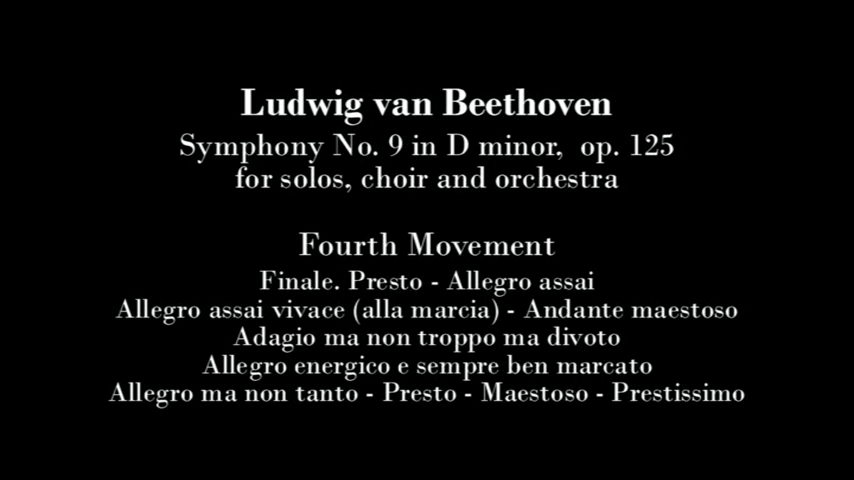 Ludwig van Beethoven
Symphony No. 9 in D minor, op. 125
for solos, choir and orchestra
Fourth Movement
Finale. Presto - Allegro assai
Allegro assai vivace (alla marcia) - Andante maestoso
Adagio ma non troppo ma divoto
Allegro energico e sempre ben marcato
Allegro ma non tanto - Presto - Maestoso - Prestissimo